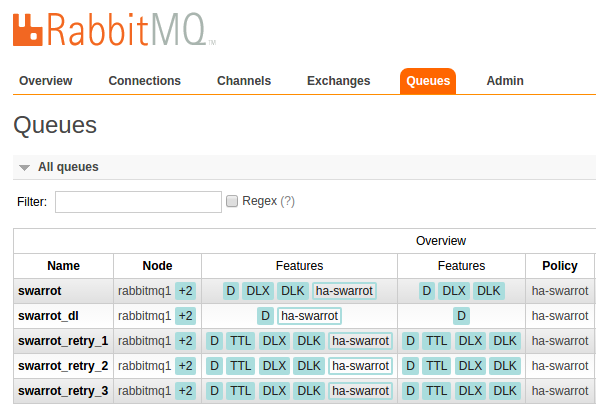 RabbitMQ™
Overview Connections Channels Exchanges Queues Admin
Queues
All queues
Filter: Regex (?)
Overview
Name Node Features Features Policy
swarrot rabbitmq1 +2 D DLX DLK ha-swarrot D DLX DLK ha-swarrot
swarrot_dl rabbitmq1 +2 D ha-swarrot D ha-swarrot
swarrot_retry_1 rabbitmq1 +2 D TTL DLX DLK ha-swarrot D TTL DLX DLK ha-swarrot
swarrot_retry_2 rabbitmq1 +2 D TTL DLX DLK ha-swarrot D TTL DLX DLK ha-swarrot
swarrot_retry_3 rabbitmq1 +2 D TTL DLX DLK ha-swarrot D TTL DLX DLK ha-swarrot